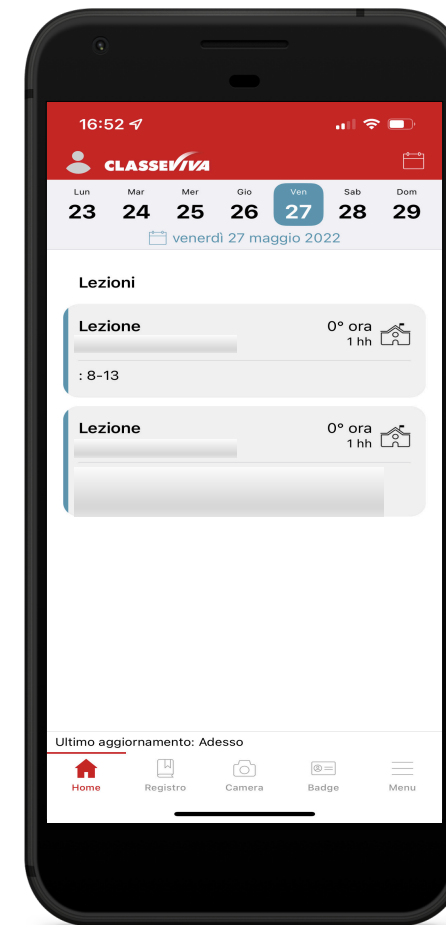 16:52
CLASSEVIVA
Lun Mar Mer Gio Ven Sab Dom
23 24 25 26 27 28 29
venerdì 27 maggio 2022
Lezioni
Lezione 0° ora
1 hh
: 8-13
Lezione 0° ora
1 hh
Ultimo aggiornamento: Adesso
Home Registro Camera Badge Menu